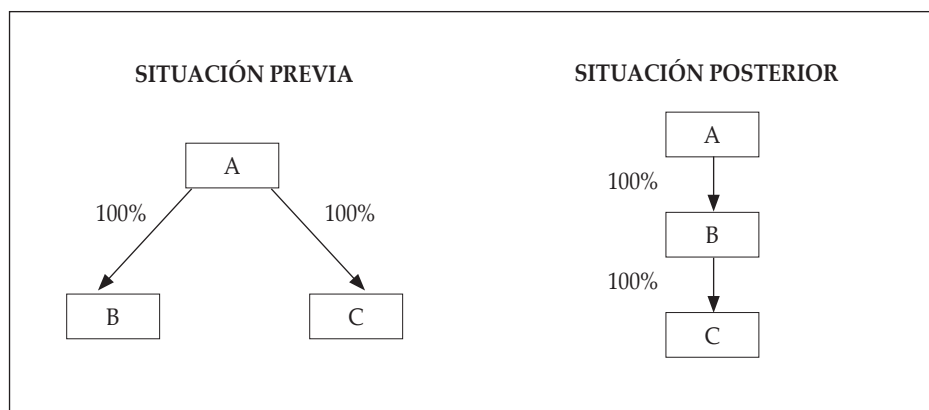 SITUACIÓN PREVIA
A
100% 100%
B C
SITUACIÓN POSTERIOR
A
100%
B
100%
C